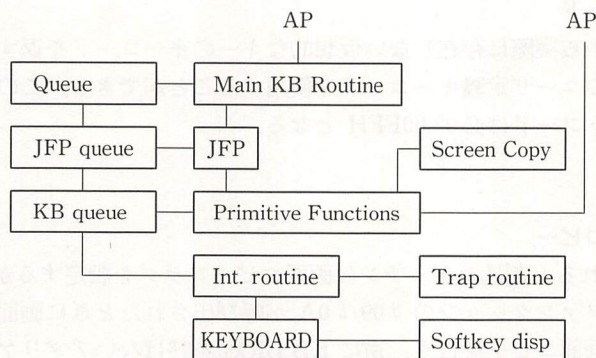 AP AP
Queue Main KB Routine
JFP queue JFP Screen Copy
KB queue Primitive Functions
Int. routine Trap routine
KEYBOARD Softkey disp